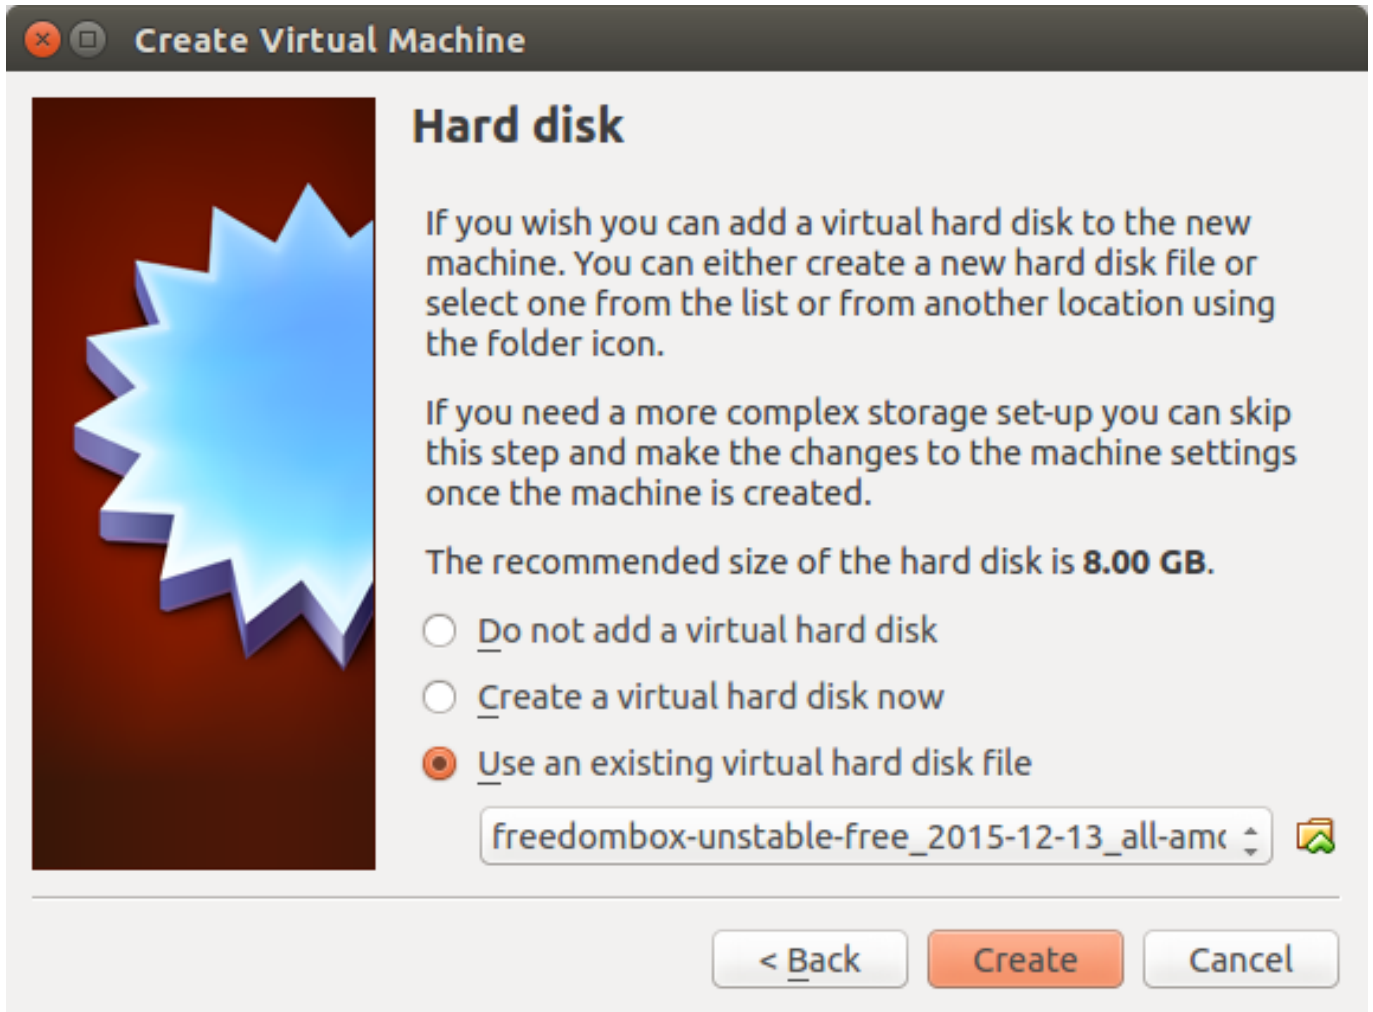 Create Virtual Machine
Hard disk
If you wish you can add a virtual hard disk to the new
machine. You can either create a new hard disk file or
select one from the list or from another location using
the folder icon.
If you need a more complex storage set-up you can skip
this step and make the changes to the machine settings
once the machine is created.
The recommended size of the hard disk is 8.00 GB.
Do not add a virtual hard disk
Create a virtual hard disk now
Use an existing virtual hard disk file
freedombox-unstable-free_2015-12-13_all-am
< Back
Create
Cancel